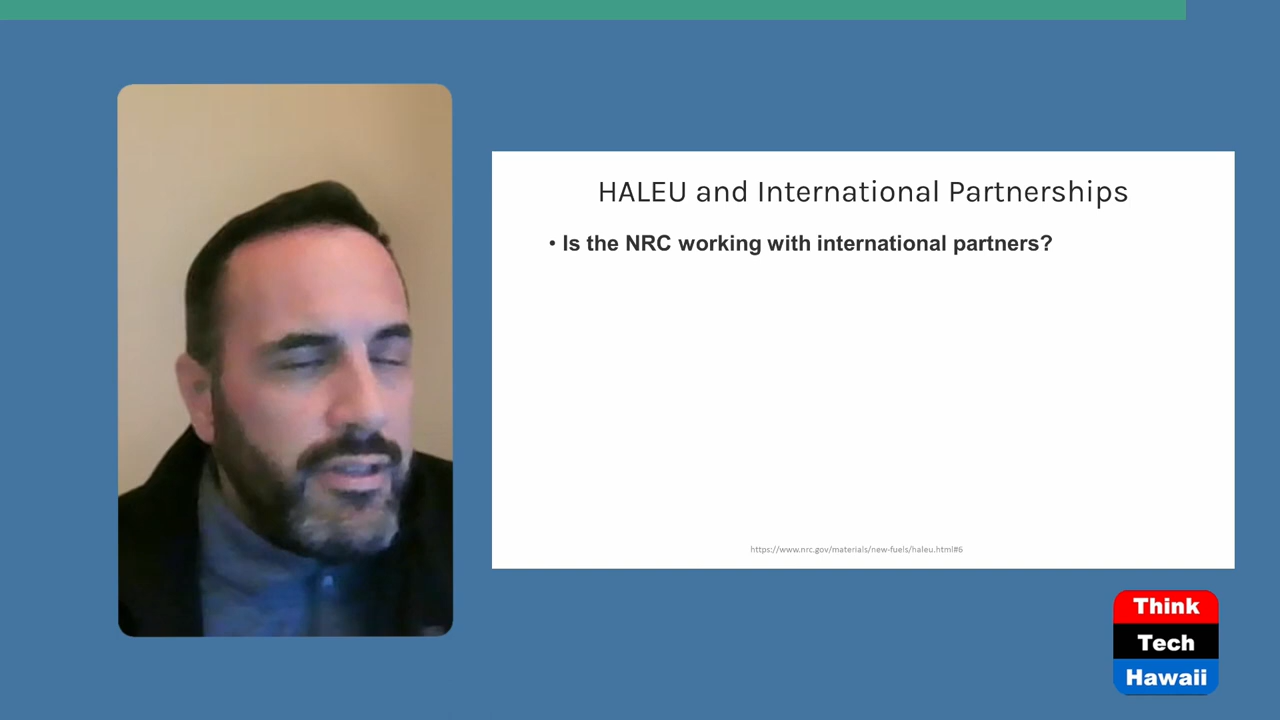 HALEU and International Partnerships
• Is the NRC working with international partners?
https://www.nrc.gov/materials/new-fuels/haleu.html#6
Think
Tech
Hawaii